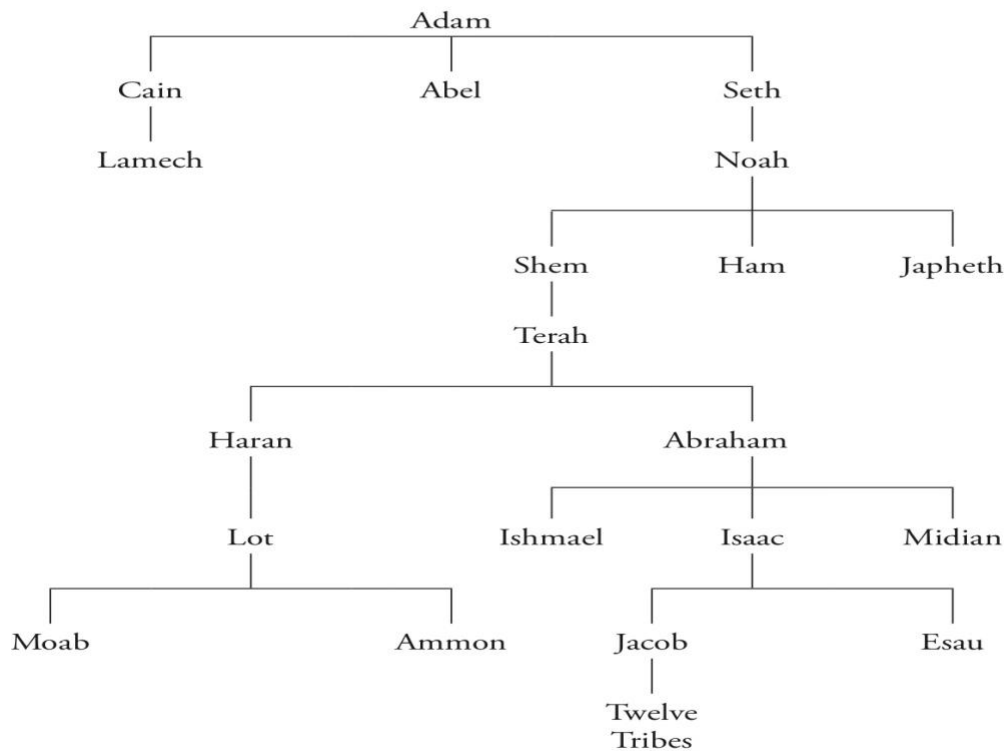 Adam
Cain Abel Seth
Lamech Noah
Shem Ham Japheth
Terah
Haran Abraham
Lot Ishmael Isaac Midian
Moab Ammon Jacob Esau
Twelve
Tribes